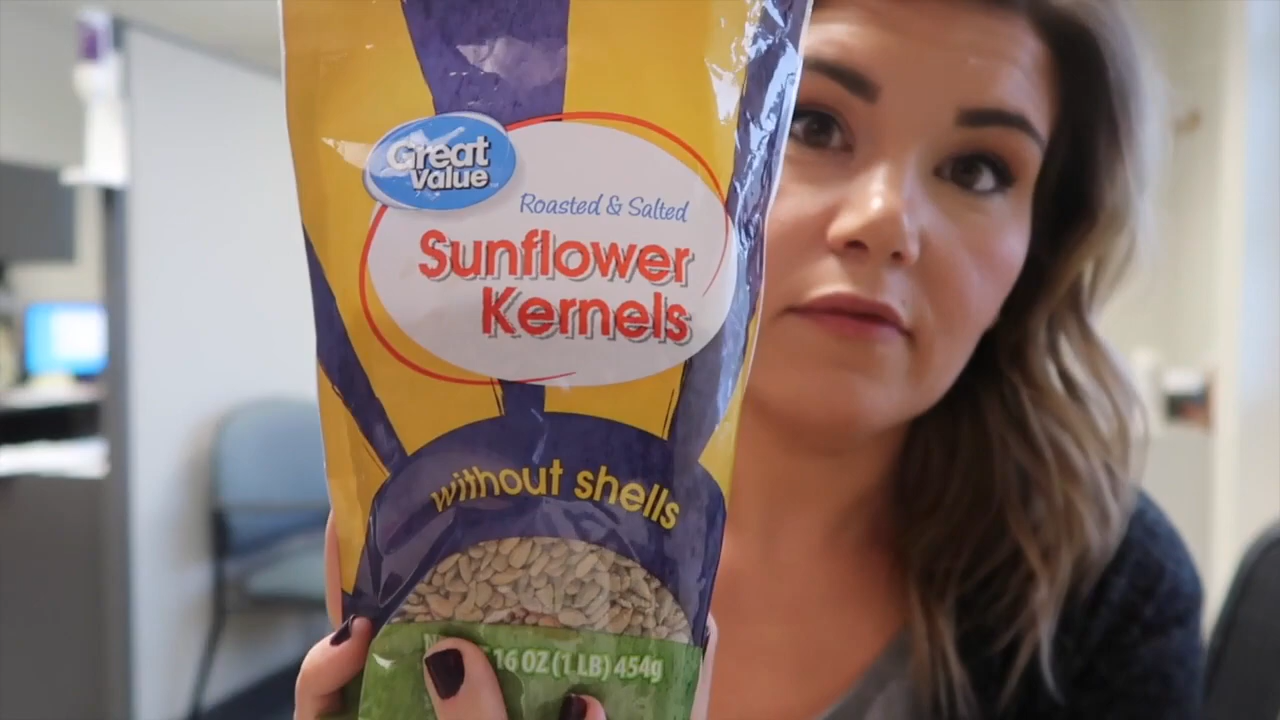 Great
Value
Roasted & Salted
Sunflower
Kernels
without shells
16 OZ (1 LB) 454g